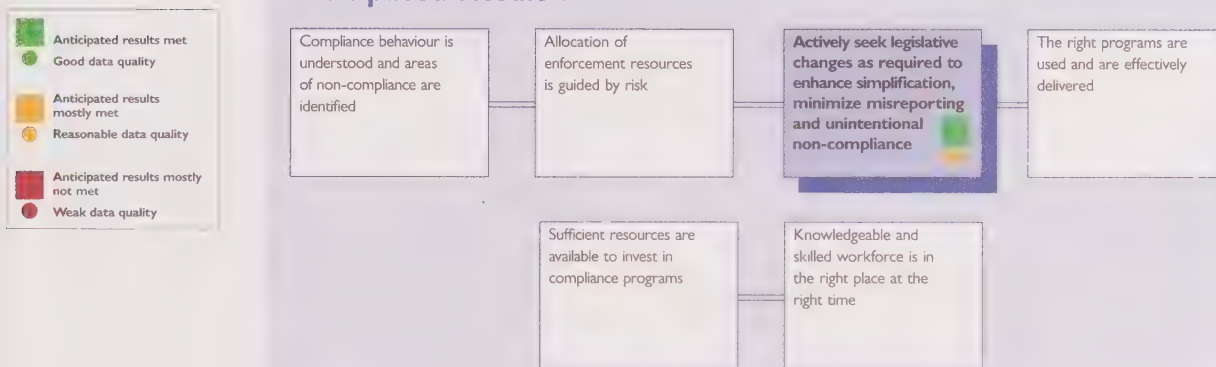 Anticipated results met
Good data quality
Anticipated results
mostly met
Reasonable data quality
Anticipated results mostly
not met
Weak data quality
Compliance behaviour is
understood and areas
of non-compliance are
identified
Allocation of
enforcement resources
is guided by risk
Actively seek legislative
changes as required to
enhance simplification,
minimize misreporting
and unintentional
non-compliance
The right programs are
used and are effectively
delivered
Sufficient resources are
available to invest in
compliance programs
Knowledgeable and
skilled workforce is in
the right place at the
right time